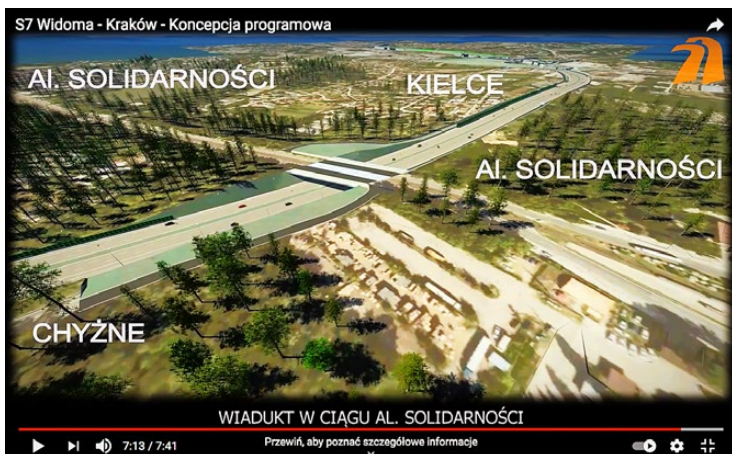 S7 Widoma - Kraków - Koncepcja programowa
Al. SOLIDARNOŚCI
KIELCE
Al. SOLIDARNOŚCI
CHYŻNE
WIADUKT W CIĄGU AL. SOLIDARNOŚCI
7:13 / 7:41
Przewiń, aby poznać szczegółowe informacje